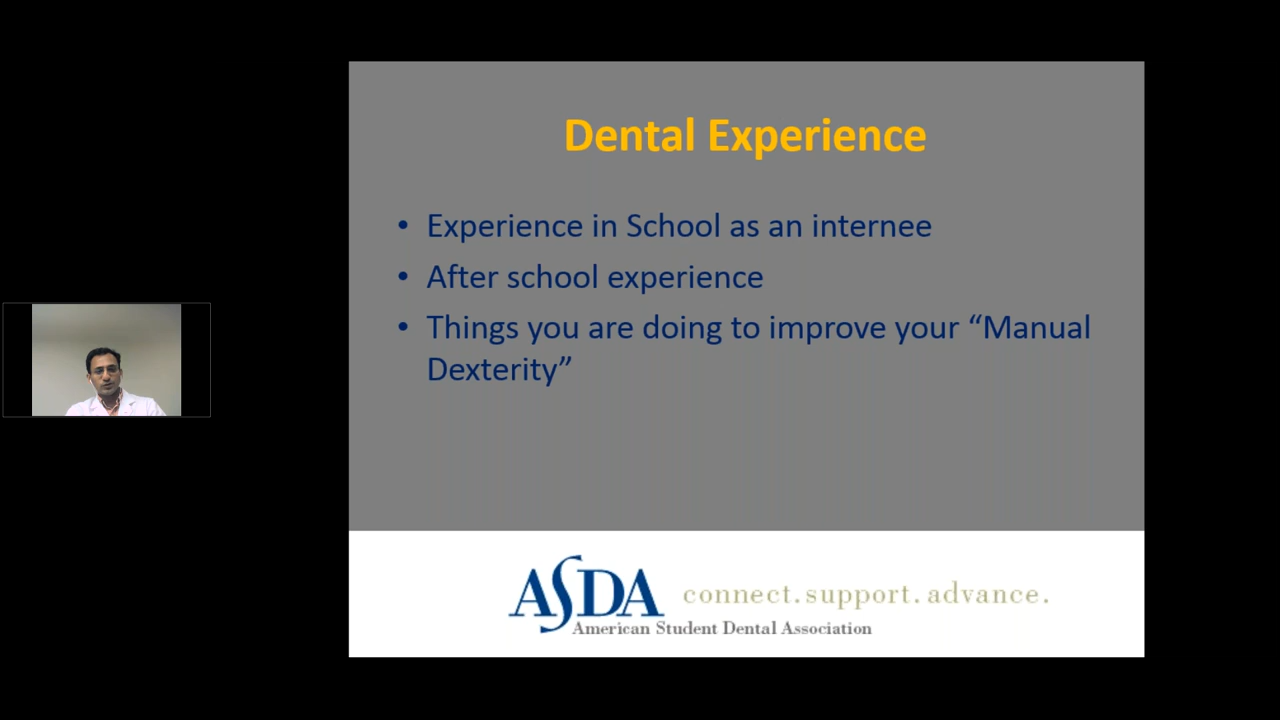 Dental Experience
• Experience in School as an internee
• After school experience
• Things you are doing to improve your “Manual
Dexterity”
ASDA connect. support. advance.
American Student Dental Association